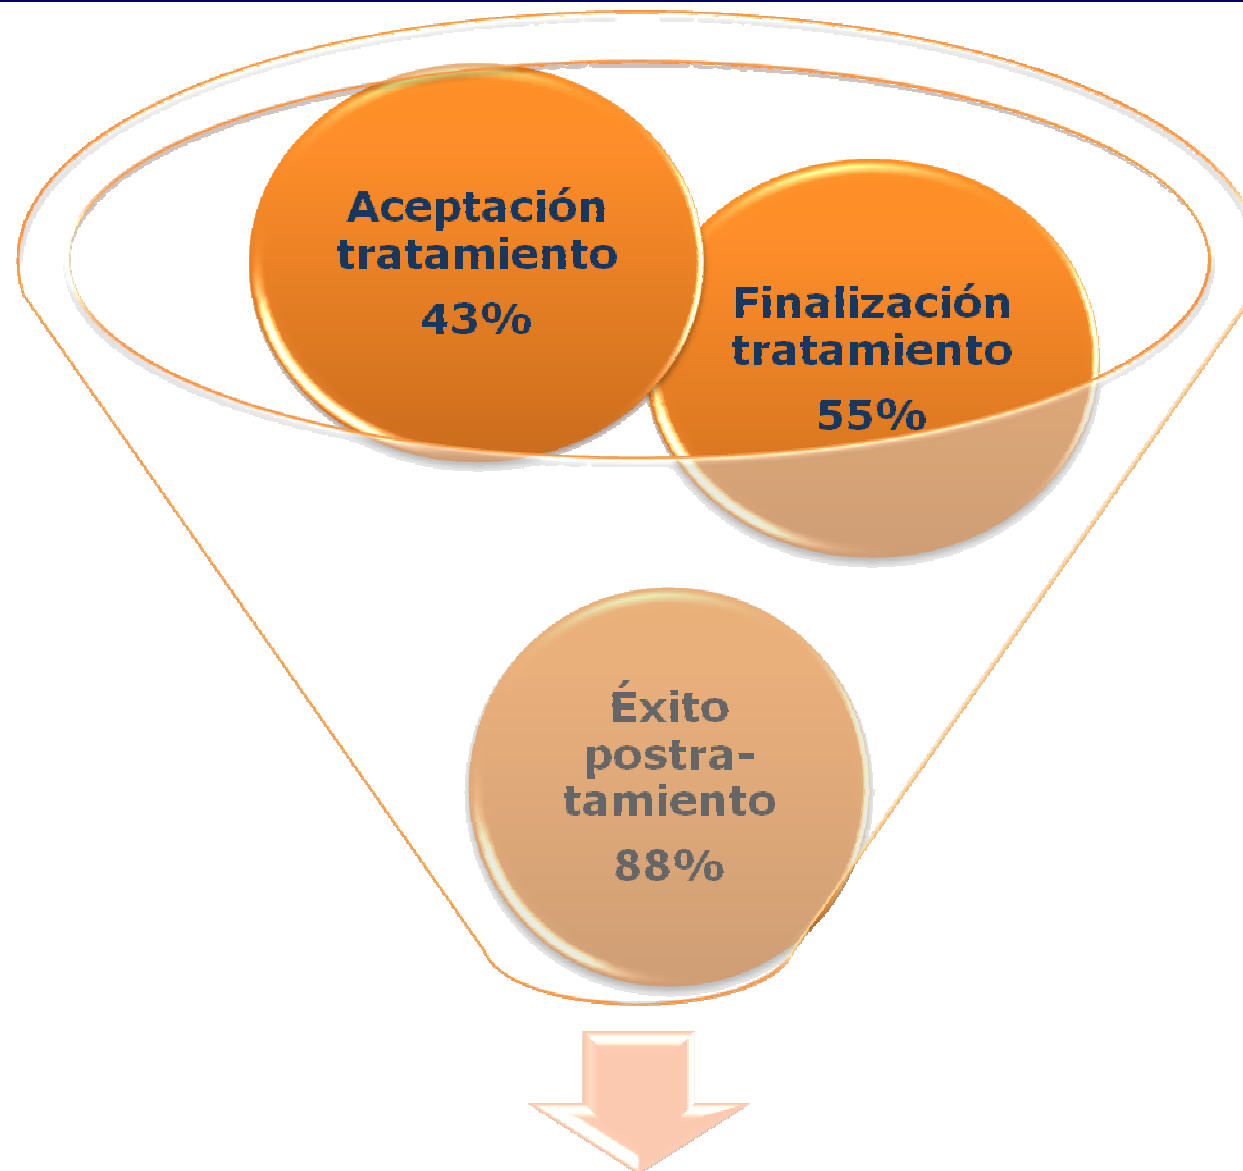 Aceptación
tratamiento
43%
Finalización
tratamiento
55%
Éxito
postra-
tamiento
88%